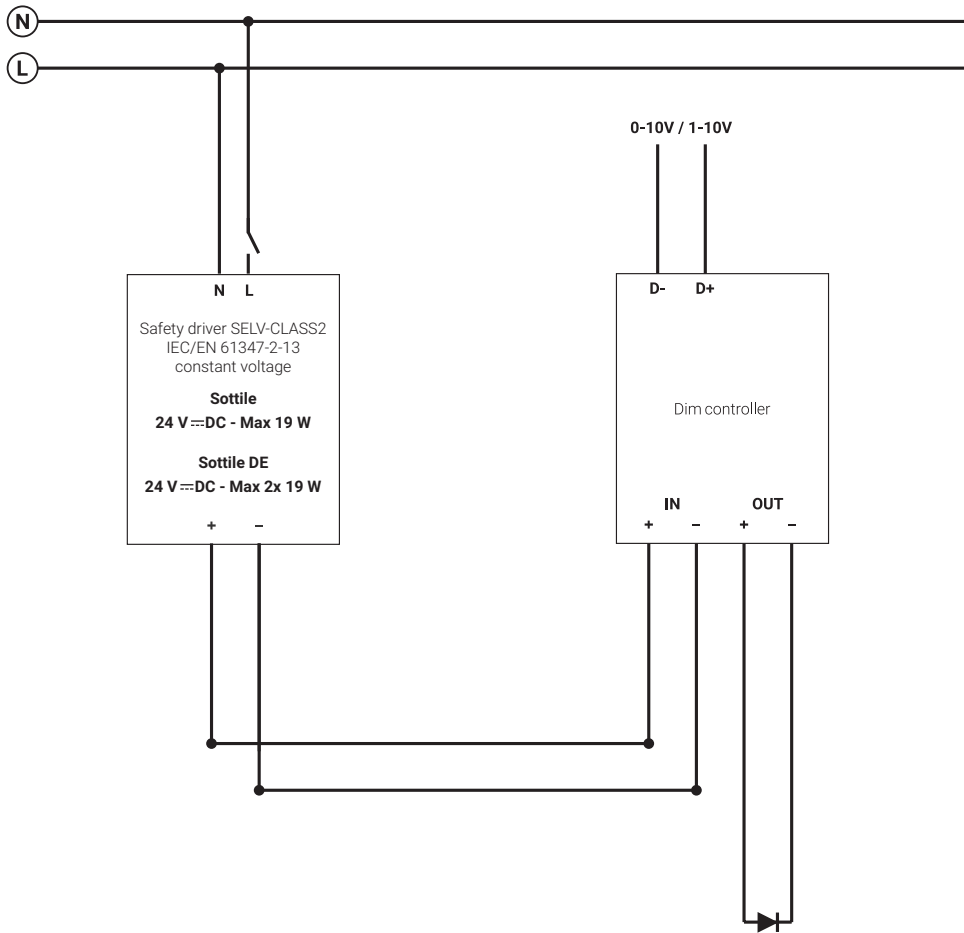 N
L
0-10V / 1-10V
N L
Safety driver SELV-CLASS2
IEC/EN 61347-2-13
constant voltage
Sottile
24 V⎓DC - Max 19 W
Sottile DE
24 V⎓DC - Max 2x 19 W
+ −
D- D+
Dim controller
IN OUT
+ − + −